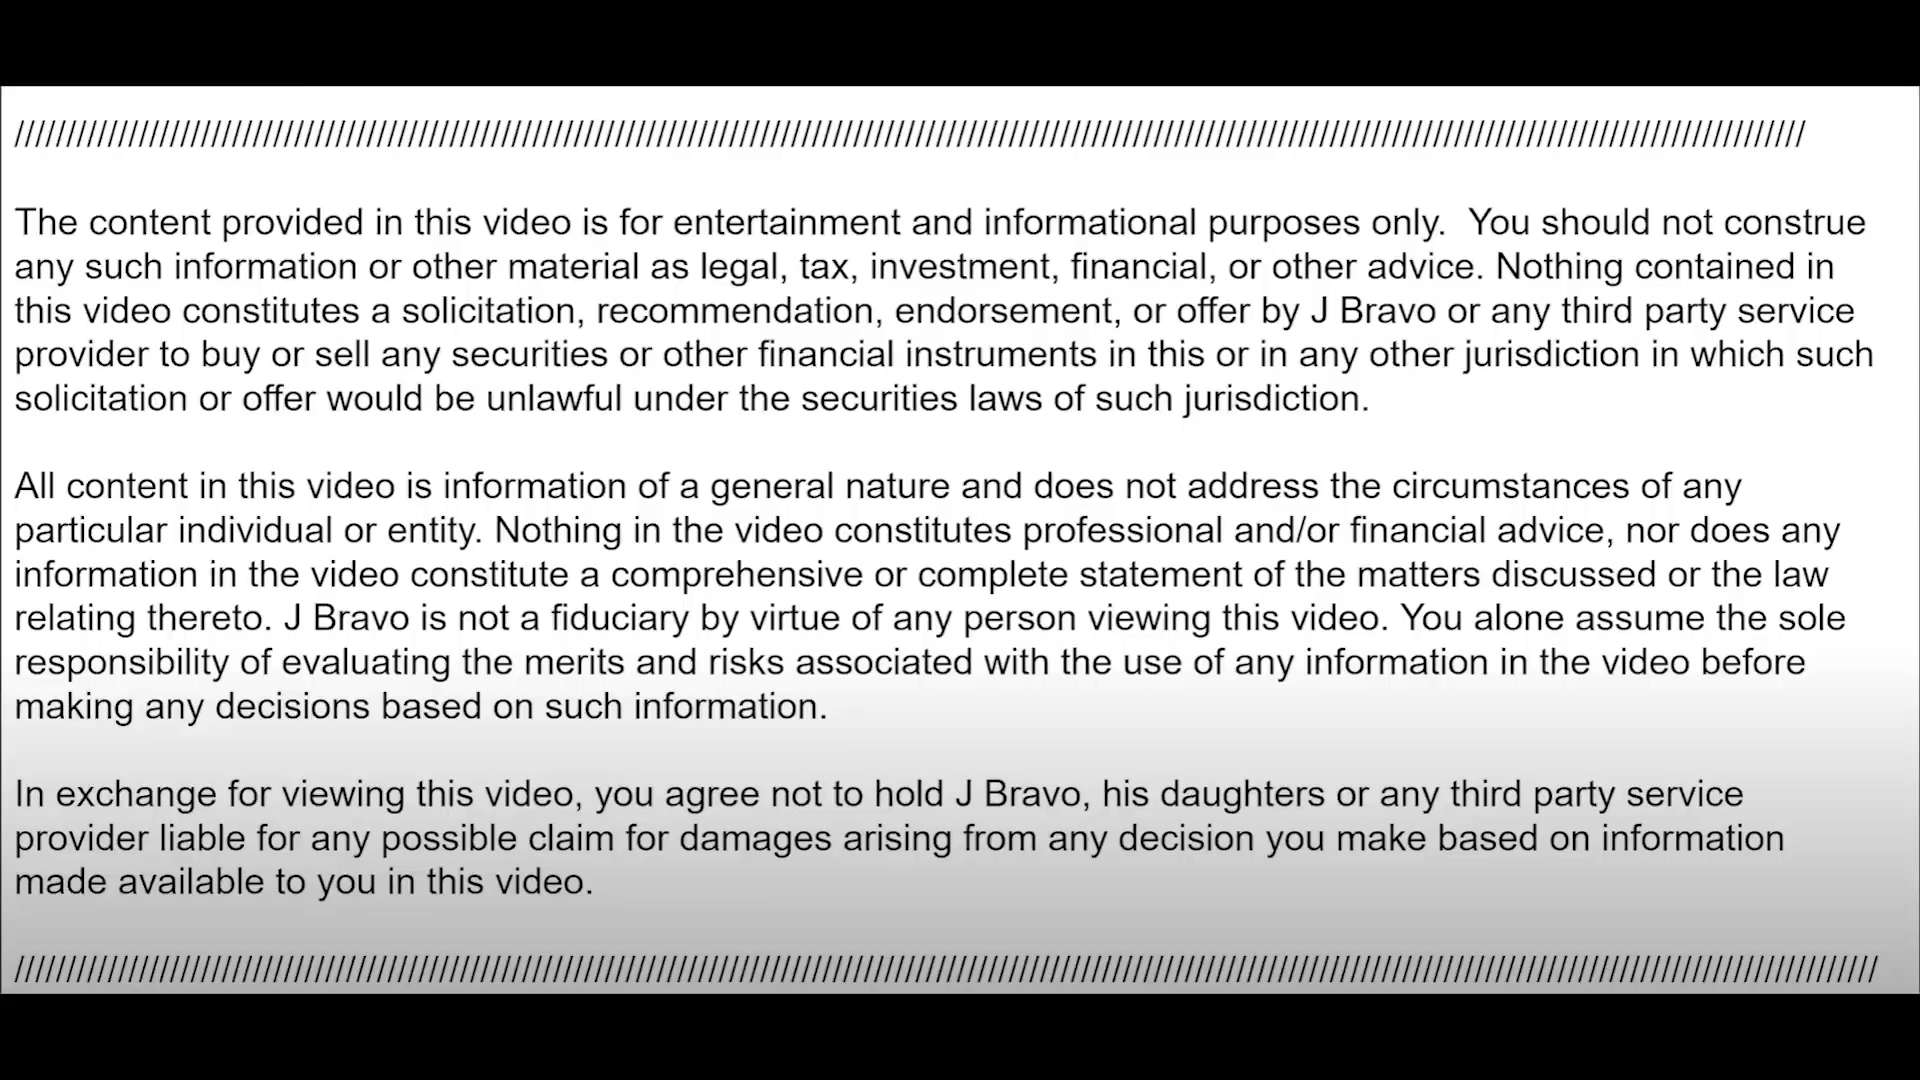 ////////////////////////////////////////////////////////////////////////////////////////////////////////////////////////////////////////////////////////////////////////////////
The content provided in this video is for entertainment and informational purposes only.  You should not construe
any such information or other material as legal, tax, investment, financial, or other advice. Nothing contained in
this video constitutes a solicitation, recommendation, endorsement, or offer by J Bravo or any third party service
provider to buy or sell any securities or other financial instruments in this or in any other jurisdiction in which such
solicitation or offer would be unlawful under the securities laws of such jurisdiction.
All content in this video is information of a general nature and does not address the circumstances of any
particular individual or entity. Nothing in the video constitutes professional and/or financial advice, nor does any
information in the video constitute a comprehensive or complete statement of the matters discussed or the law
relating thereto. J Bravo is not a fiduciary by virtue of any person viewing this video. You alone assume the sole
responsibility of evaluating the merits and risks associated with the use of any information in the video before
making any decisions based on such information.
In exchange for viewing this video, you agree not to hold J Bravo, his daughters or any third party service
provider liable for any possible claim for damages arising from any decision you make based on information
made available to you in this video.
///////////////////////////////////////////////////////////////////////////////////////////////////////////////////////////////////////////////////////////////////////////////////////